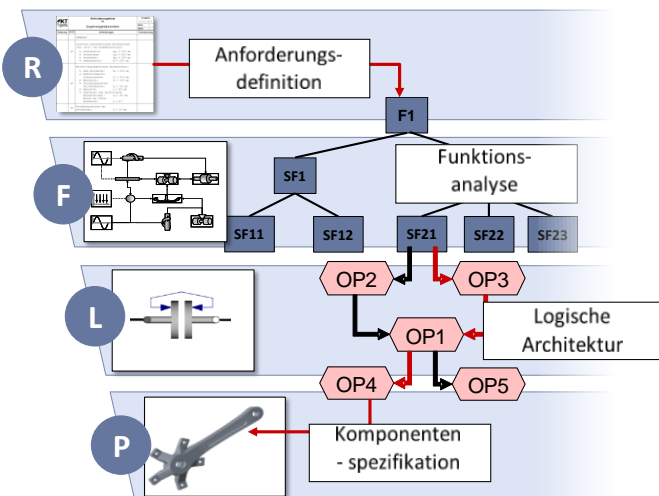 R
Anforderungs-
definition
F1
F
SF1
Funktions-
analyse
SF11
SF12
SF21
SF22
SF23
L
OP2
OP3
OP1
Logische
Architektur
OP4
OP5
P
Komponenten
- spezifikation